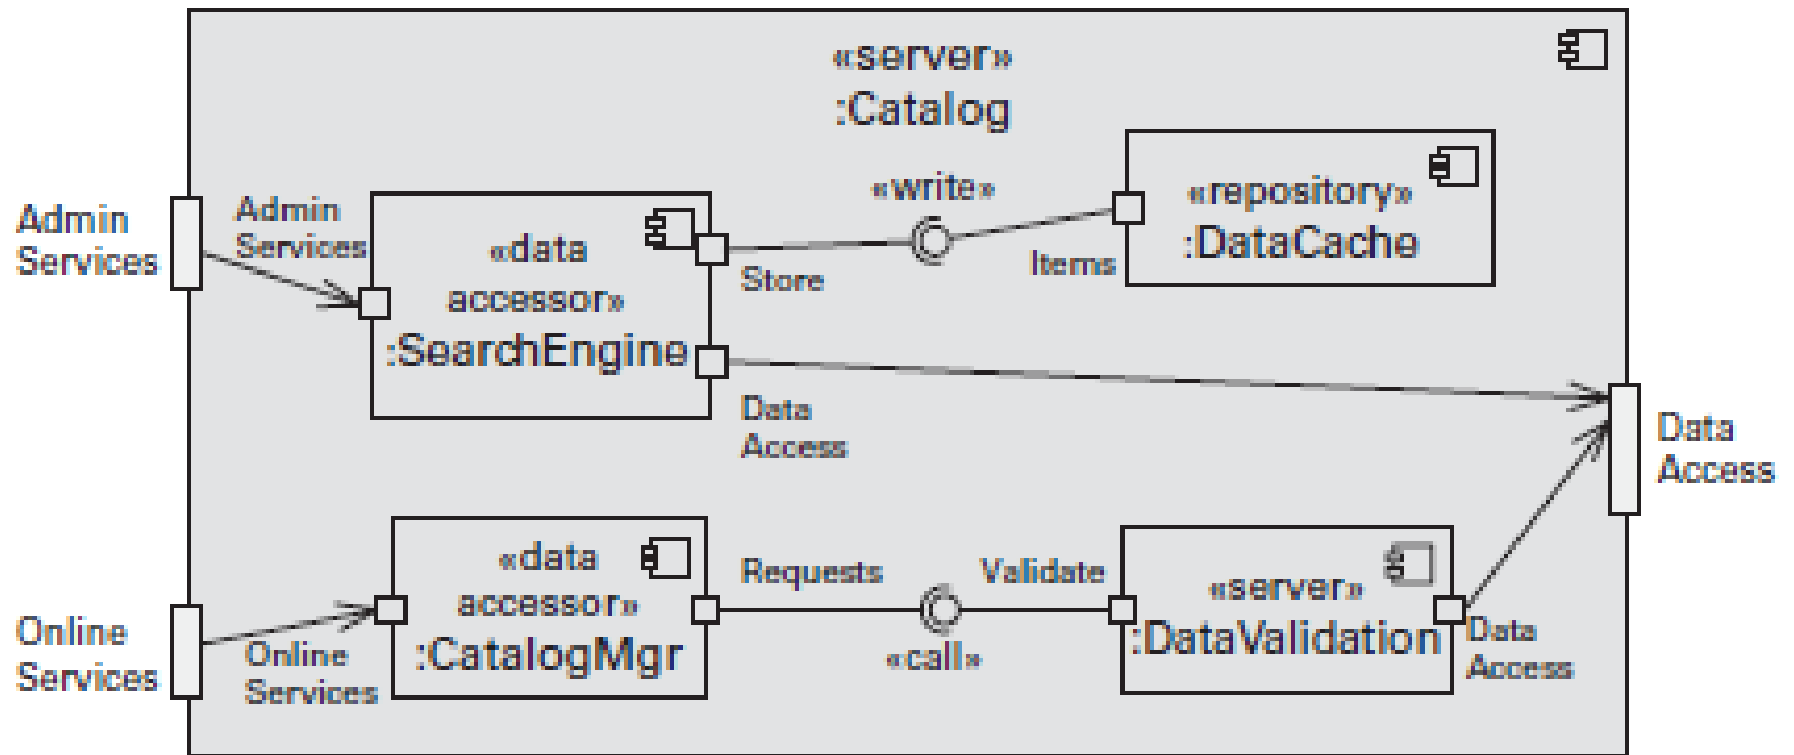 «server»
:Catalog
Admin
Services
Admin
Services
«data
accessor»
:SearchEngine
Store
«write»
Items
«repository»
:DataCache
Data
Access
Data
Access
Online
Services
Online
Services
«data
accessor»
:CatalogMgr
Requests
«call»
Validate
«server»
:DataValidation
Data
Access